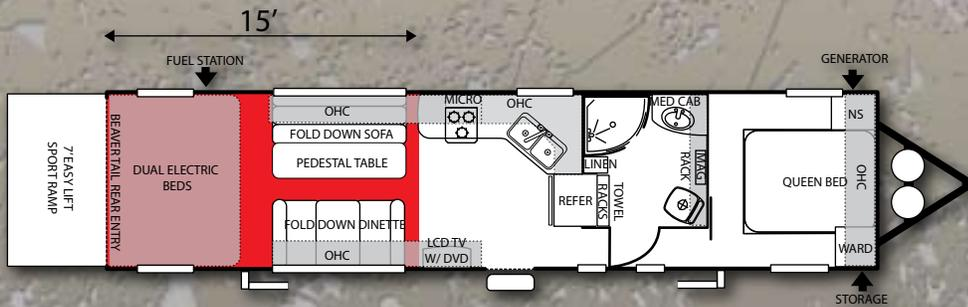 15'
FUEL STATION
GENERATOR
7' EASY LIFT
SPORT RAMP
BEAVER TAIL REAR ENTRY
DUAL ELECTRIC
BEDS
OHC
FOLD DOWN SOFA
PEDESTAL TABLE
FOLD DOWN DINETTE
OHC
MICRO
OHC
LCD TV
W/ DVD
REFER
LINEN
TOWEL
RACKS
MED CAB
MAG
RACK
QUEEN BED
NS
OHC
WARD
STORAGE